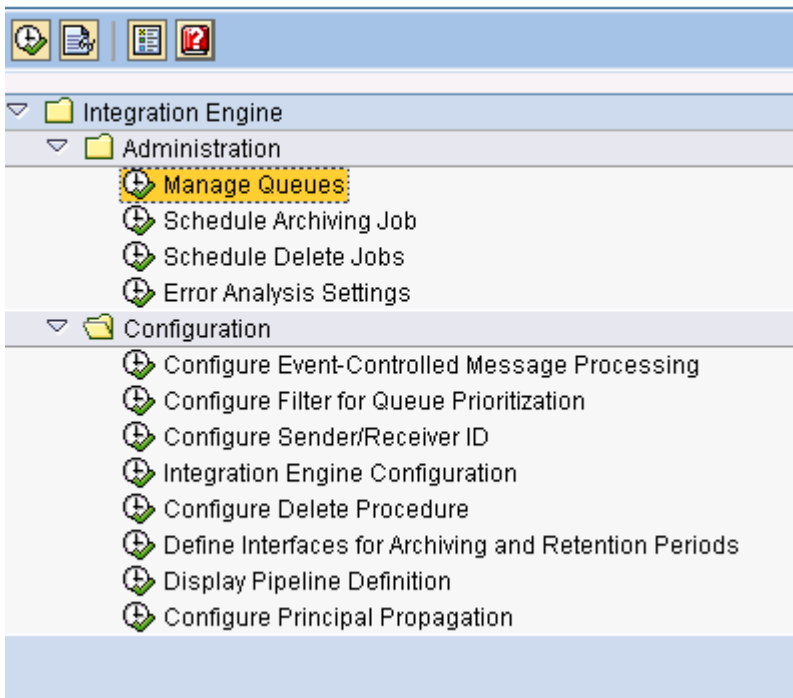 Integration Engine
Administration
Manage Queues
Schedule Archiving Job
Schedule Delete Jobs
Error Analysis Settings
Configuration
Configure Event-Controlled Message Processing
Configure Filter for Queue Prioritization
Configure Sender/Receiver ID
Integration Engine Configuration
Configure Delete Procedure
Define Interfaces for Archiving and Retention Periods
Display Pipeline Definition
Configure Principal Propagation